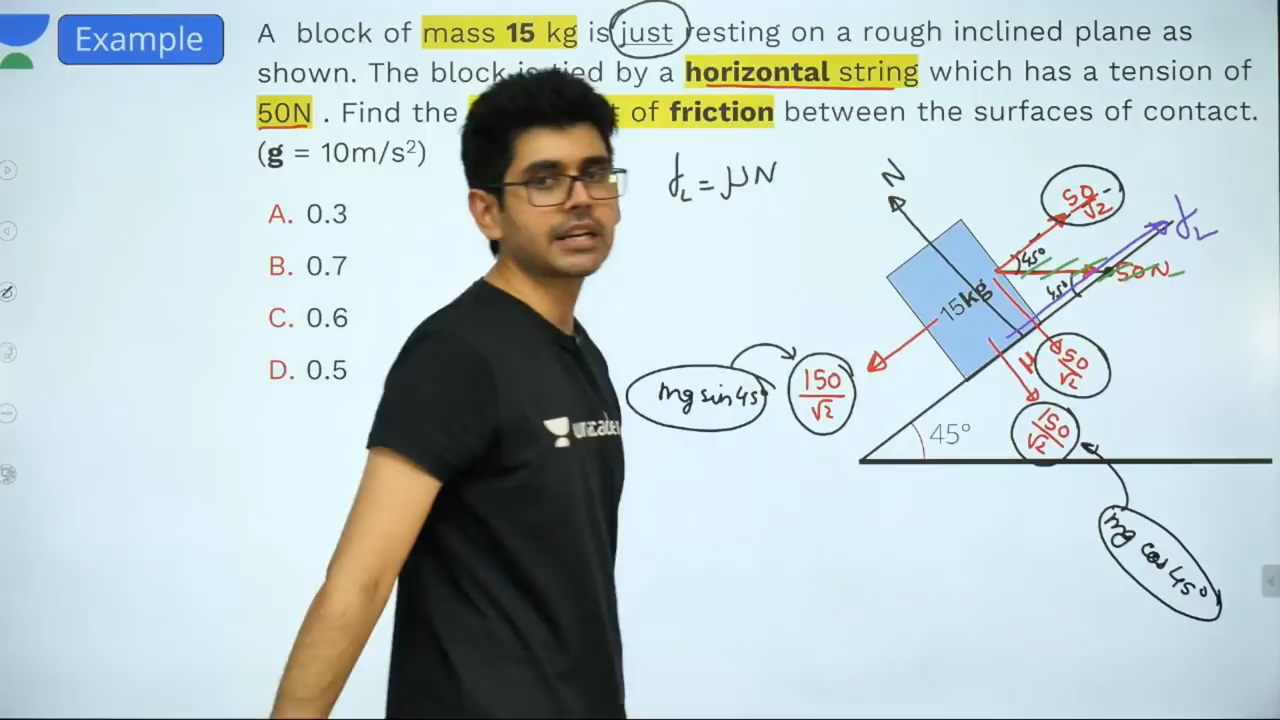 Example
A block of mass 15 kg is just resting on a rough inclined plane as
shown. The block is tied by a horizontal string which has a tension of
50N . Find the of friction between the surfaces of contact.
(g = 10m/s²)
A. 0.3
B. 0.7
C. 0.6
D. 0.5
f_L = μN
N
50/√2
f_L
45°
50N
45°
15kg
50/√2
mg sin45°
150/√2
45°
150/√2
mg cos 45°
unacade